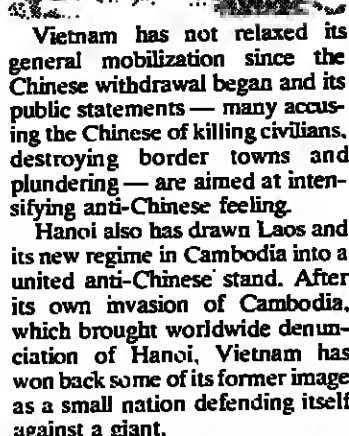 Vietnam has not relaxed its
general mobilization since the
Chinese withdrawal began and its
public statements — many accus-
ing the Chinese of killing civilians,
destroying border towns and
plundering — are aimed at inten-
sifying anti-Chinese feeling.
Hanoi also has drawn Laos and
its new regime in Cambodia into a
united anti-Chinese stand. After
its own invasion of Cambodia,
which brought worldwide denun-
ciation of Hanoi, Vietnam has
won back some of its former image
as a small nation defending itself
against a giant.